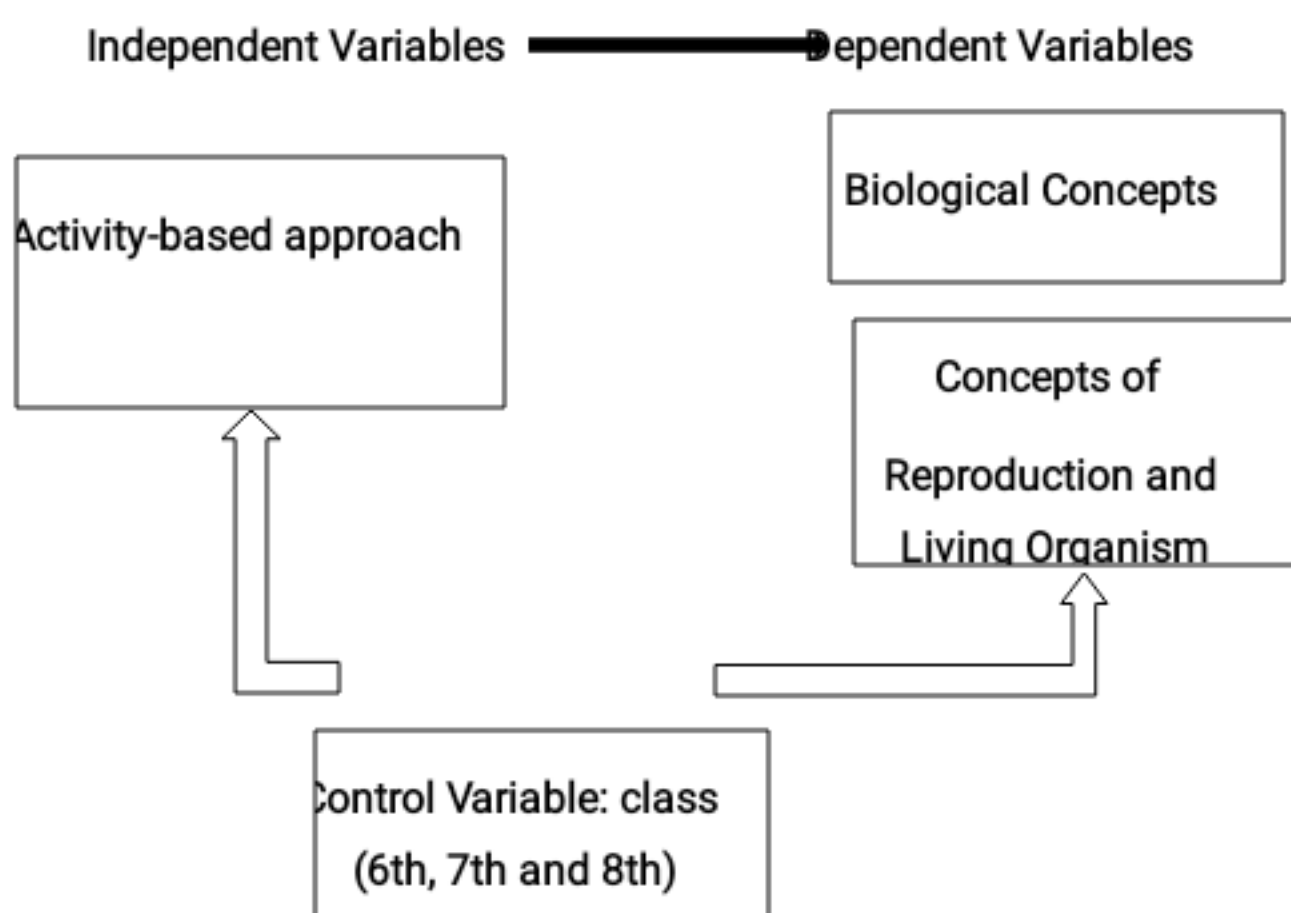 Independent Variables
Dependent Variables
Activity-based approach
Biological Concepts
Concepts of
Reproduction and
Living Organism
Control Variable: class
(6th, 7th and 8th)